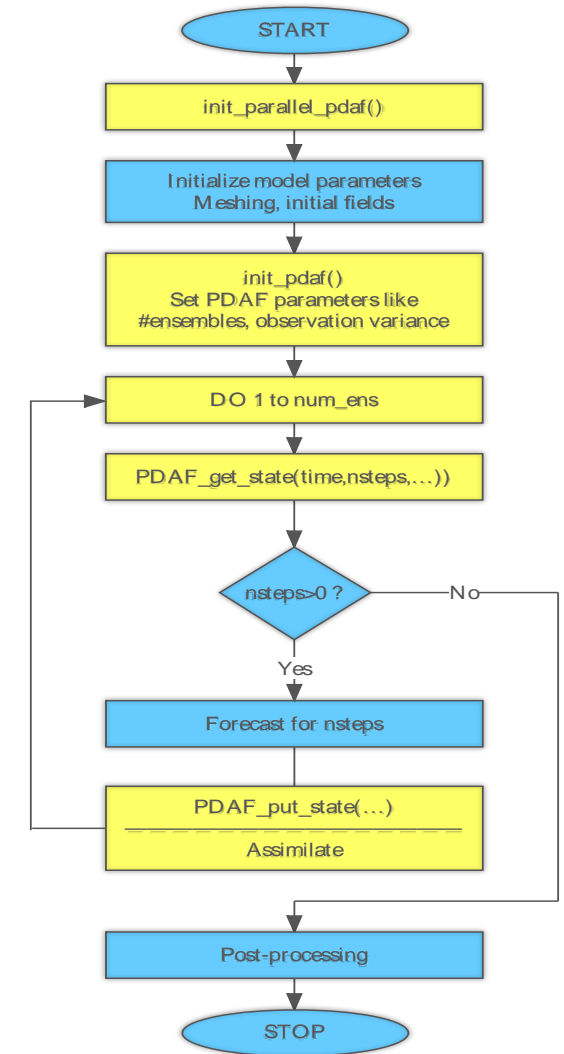 START
init_parallel_pdaf()
Initialize model parameters
Meshing, initial fields
init_pdaf()
Set PDAF parameters like
#ensembles, observation variance
DO 1 to num_ens
PDAF_get_state(time,nsteps,...))
nsteps>0 ?
No
Yes
Forecast for nsteps
PDAF_put_state(...)
Assimilate
Post-processing
STOP